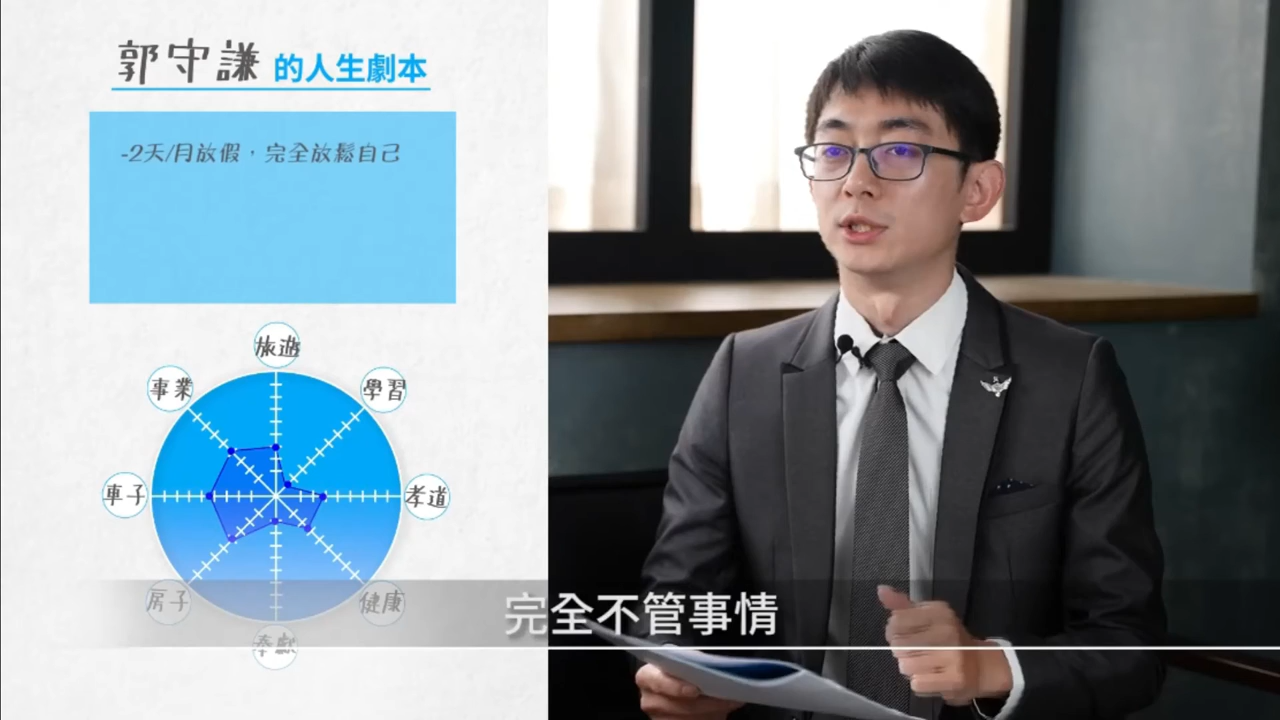 郭守謙 的人生劇本
-2天/月放假，完全放鬆自己
旅遊
事業
學習
車子
孝道
房子
健康
奉獻
完全不管事情